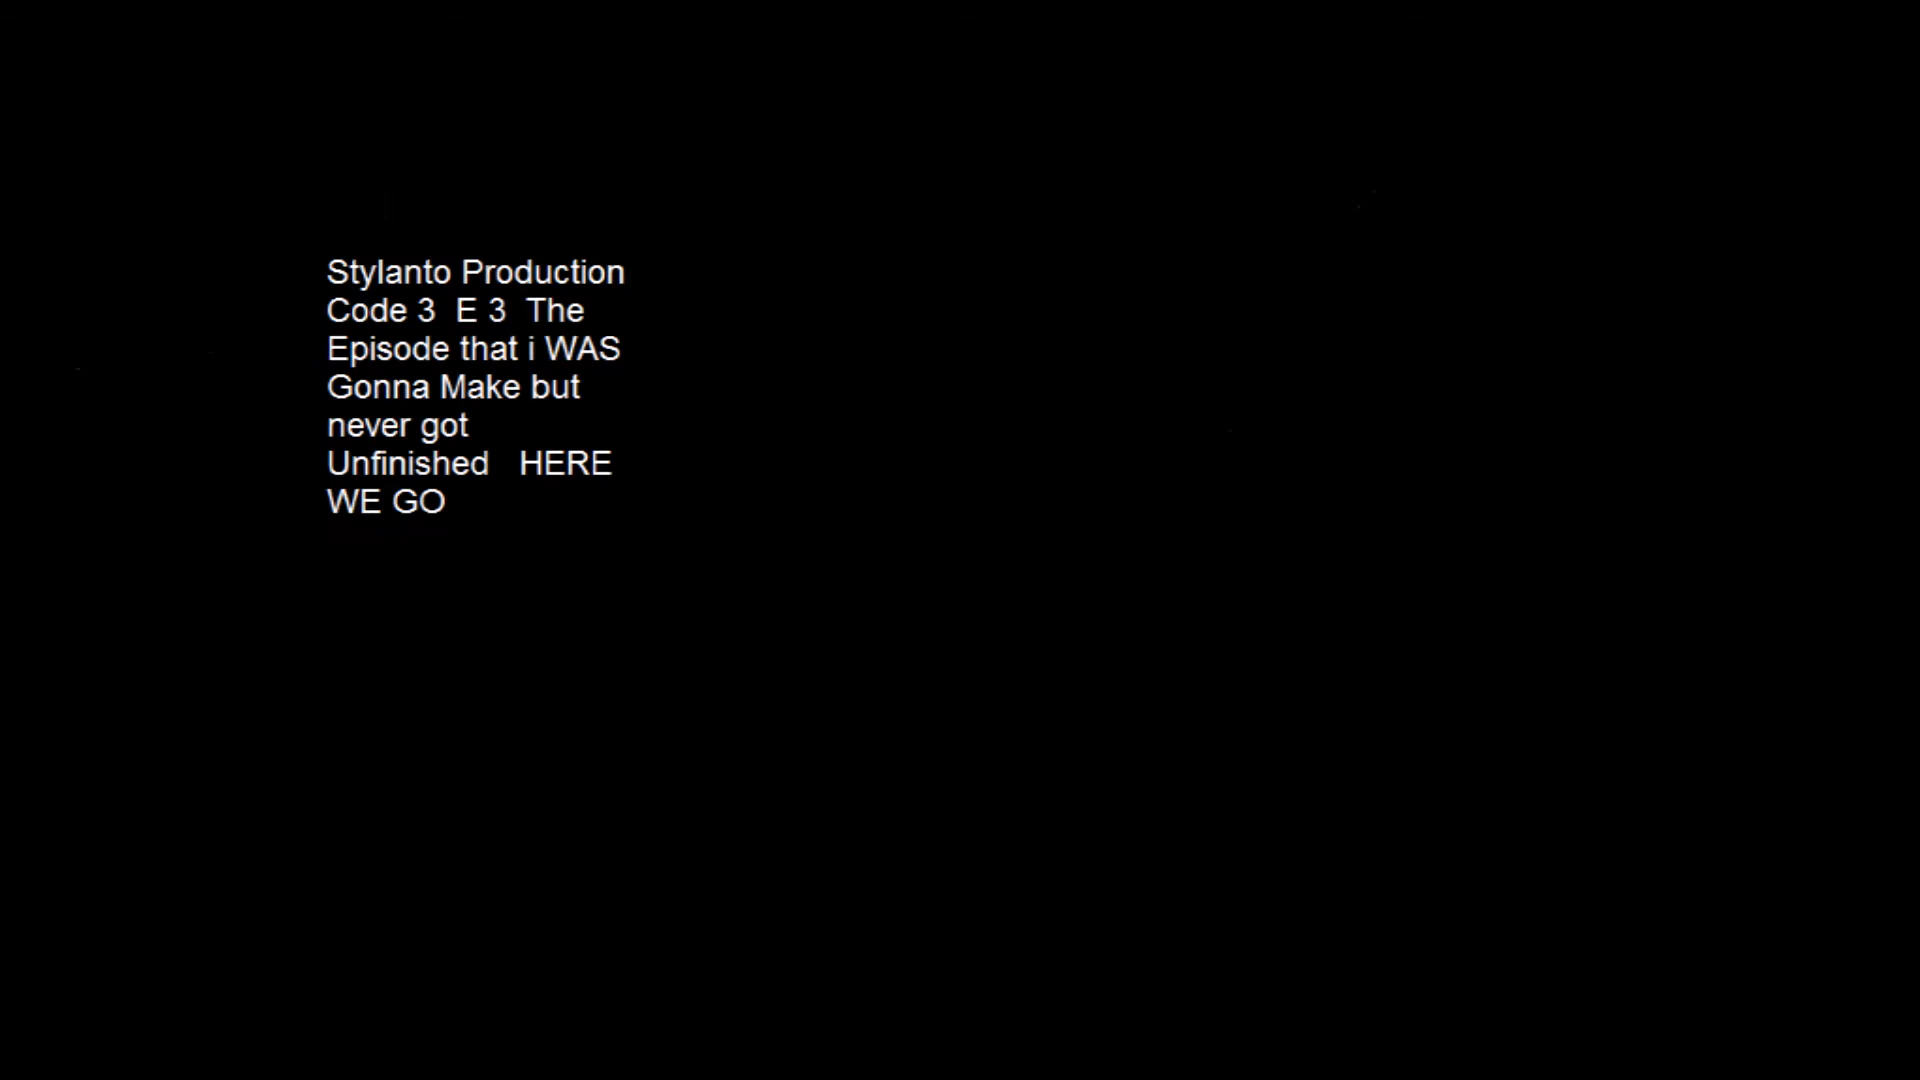 Stylanto Production
Code 3  E 3  The
Episode that i WAS
Gonna Make but
never got
Unfinished   HERE
WE GO